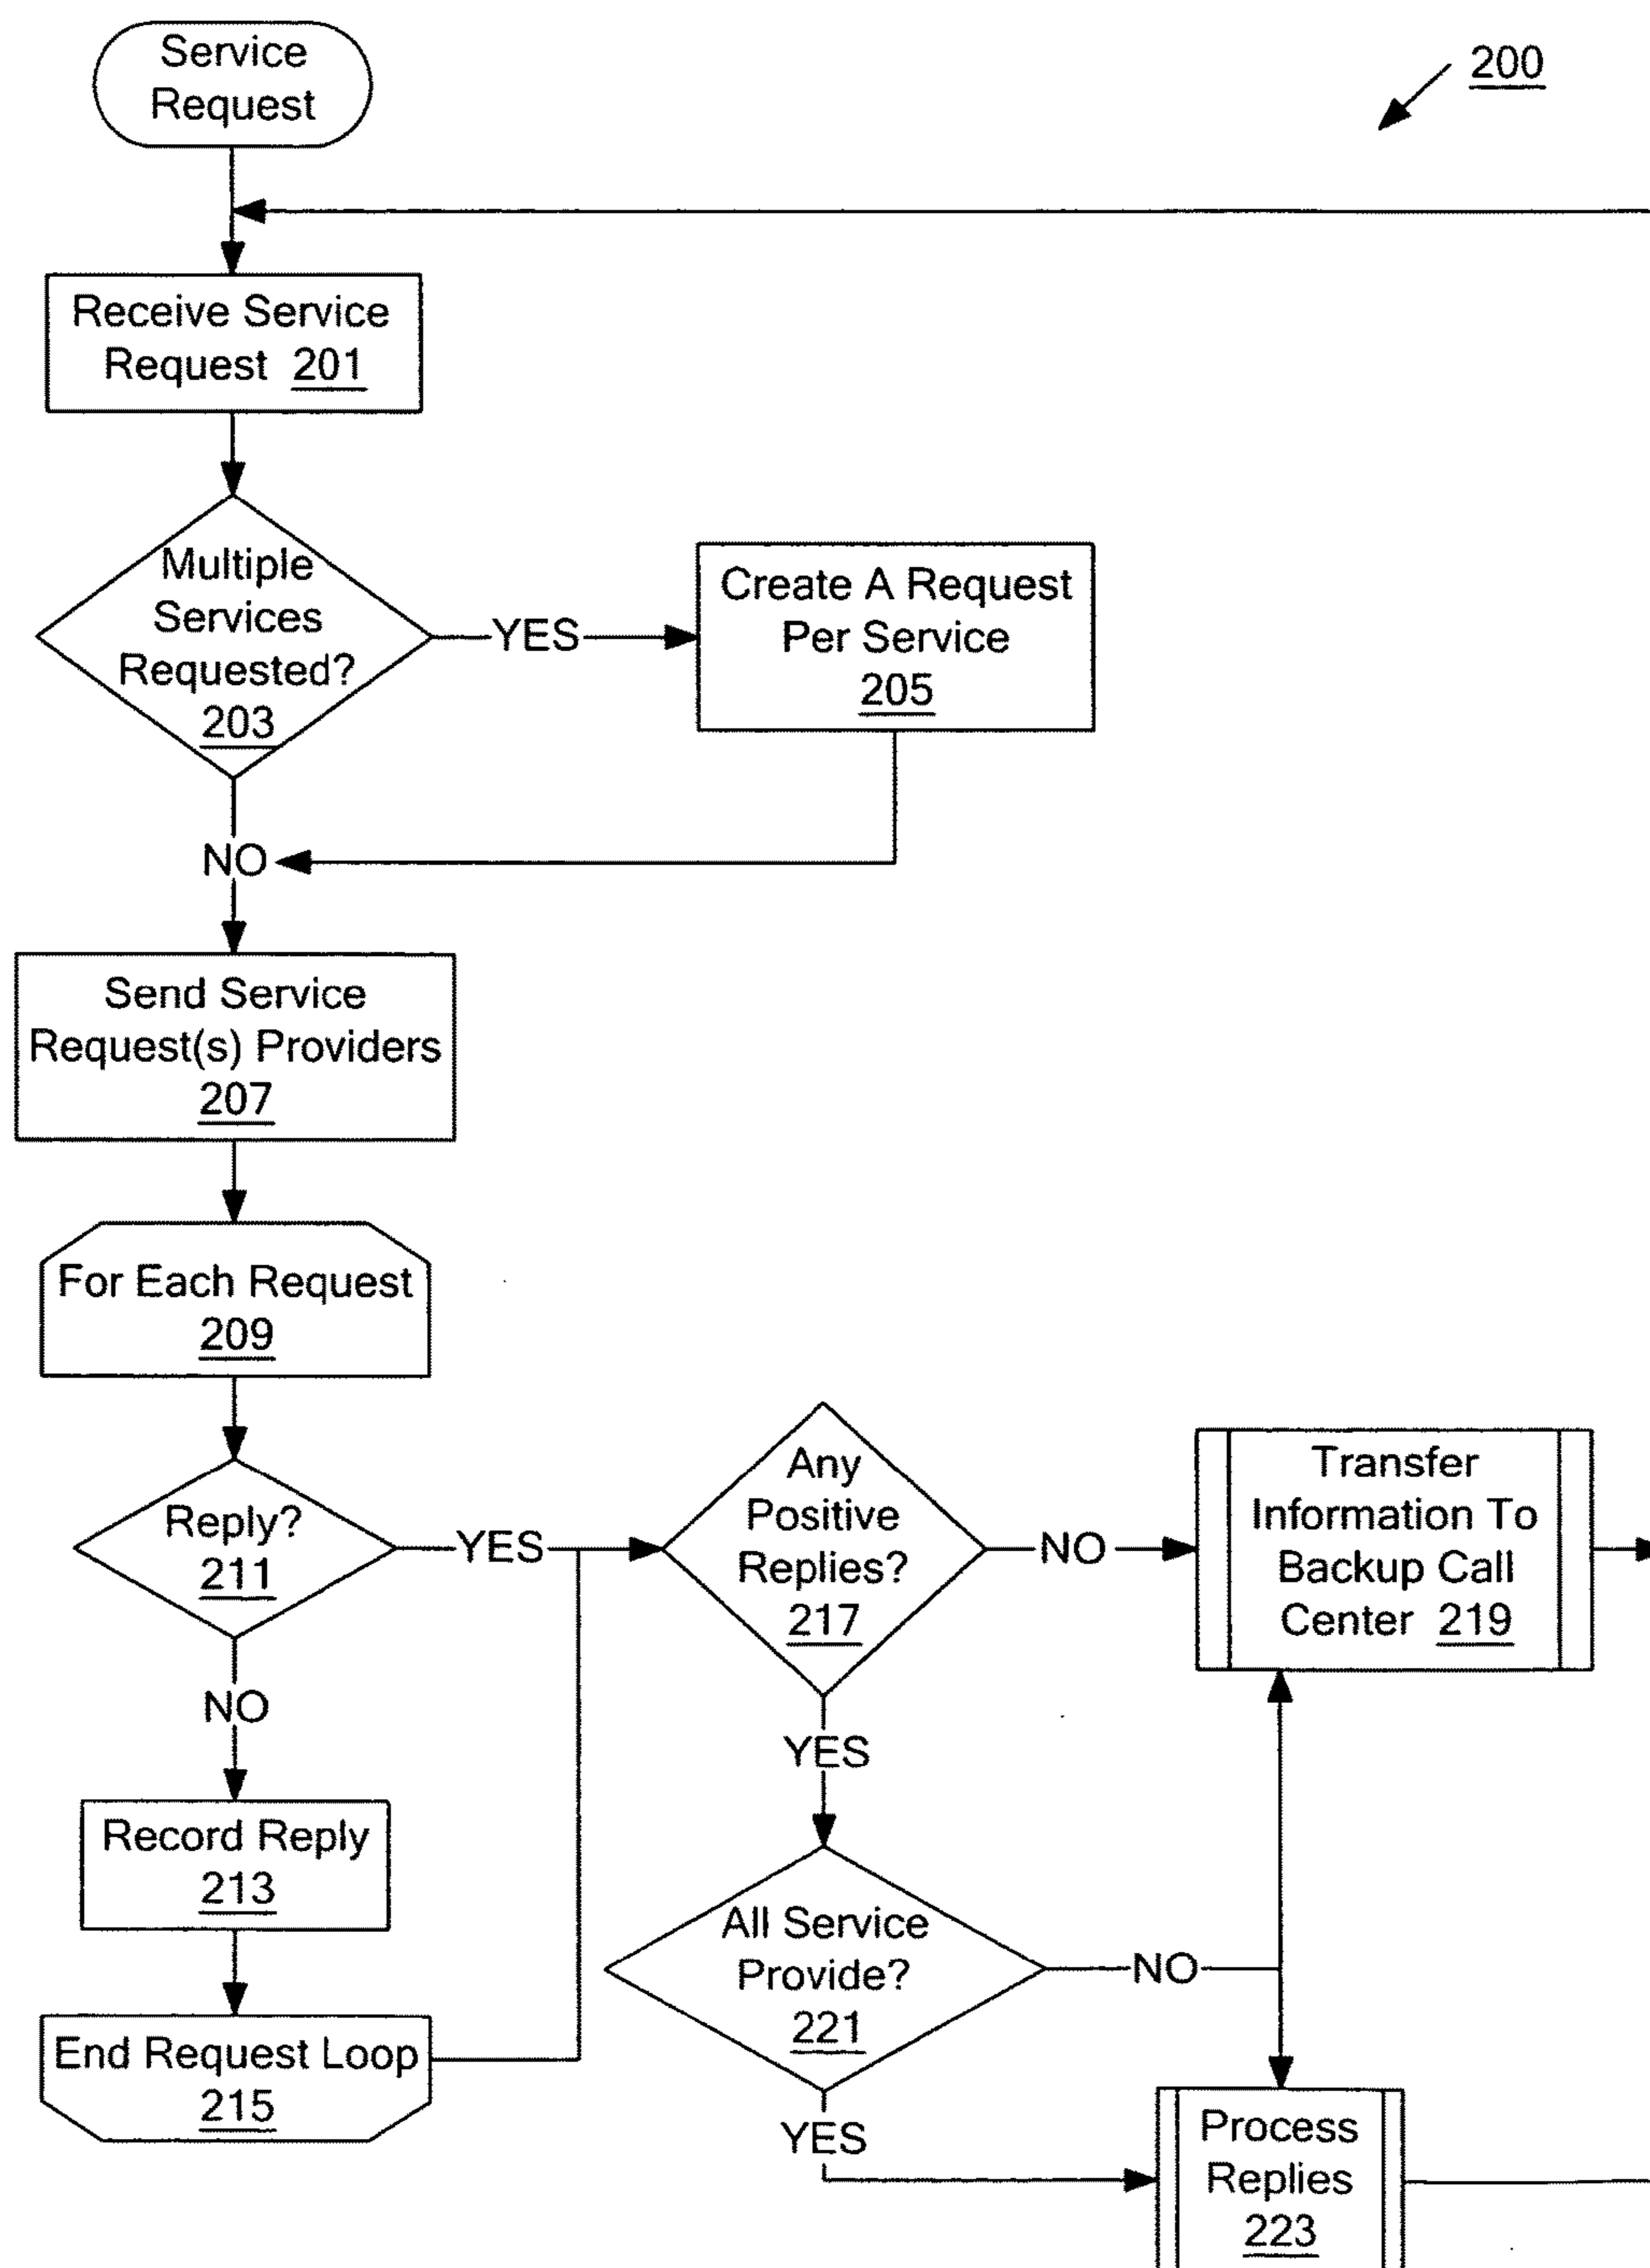 Service
Request
200
Receive Service
Request 201
Multiple
Services
Requested?
203
YES
Create A Request
Per Service
205
NO
Send Service
Request(s) Providers
207
For Each Request
209
Reply?
211
YES
Any
Positive
Replies?
217
NO
Transfer
Information To
Backup Call
Center 219
NO
YES
Record Reply
213
All Service
Provide?
221
NO
End Request Loop
215
YES
Process
Replies
223